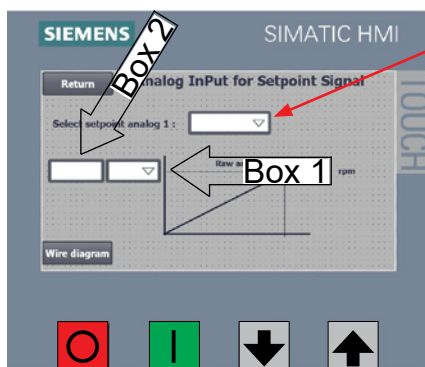 SIEMENS
SIMATIC HMI
TOUCH
Box 2
Return
Analog InPut for Setpoint Signal
Select setpoint analog 1 :
Box 1
Raw
rpm
Wire diagram